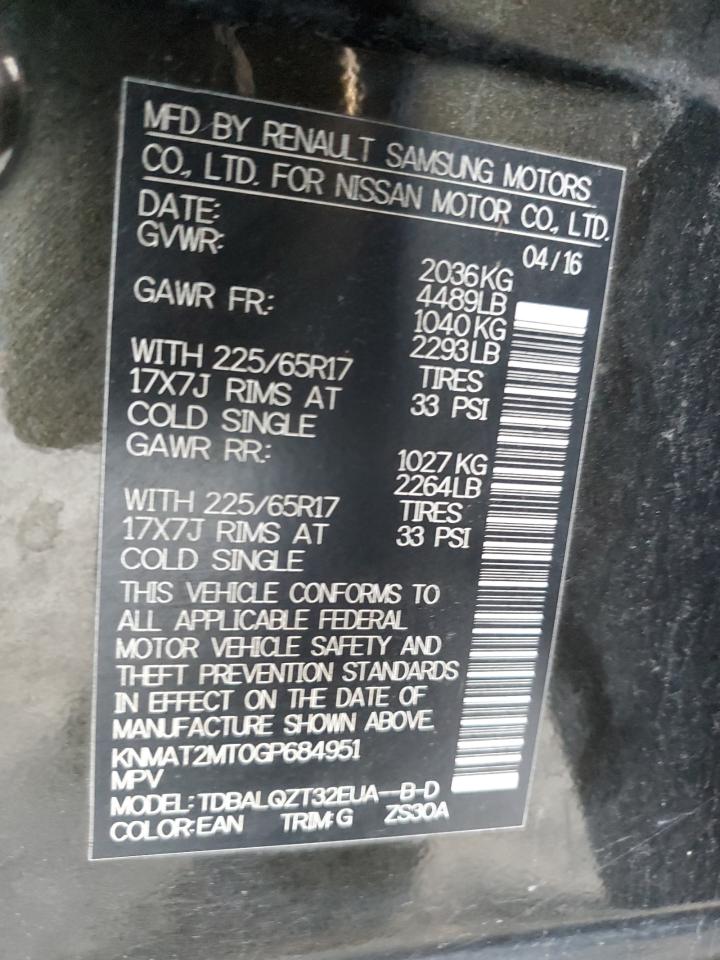 MFD BY RENAULT SAMSUNG MOTORS
CO., LTD. FOR NISSAN MOTOR CO., LTD.
DATE: 04/16
GVWR: 2036KG
4489LB
GAWR FR: 1040KG
2293LB
WITH 225/65R17 TIRES
17X7J RIMS AT 33 PSI
COLD SINGLE
GAWR RR: 1027KG
2264LB
WITH 225/65R17 TIRES
17X7J RIMS AT 33 PSI
COLD SINGLE
THIS VEHICLE CONFORMS TO
ALL APPLICABLE FEDERAL
MOTOR VEHICLE SAFETY AND
THEFT PREVENTION STANDARDS
IN EFFECT ON THE DATE OF
MANUFACTURE SHOWN ABOVE.
KNMAT2MT0GP684951
MPV
MODEL: TDBALQZT32EUA--B-D
COLOR:EAN TRIM:G ZS30A